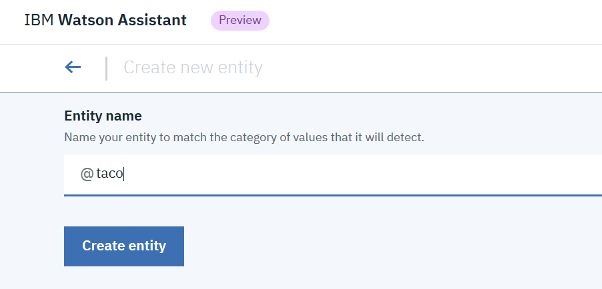 IBM Watson Assistant Preview
Create new entity
Entity name
Name your entity to match the category of values that it will detect.
@taco
Create entity